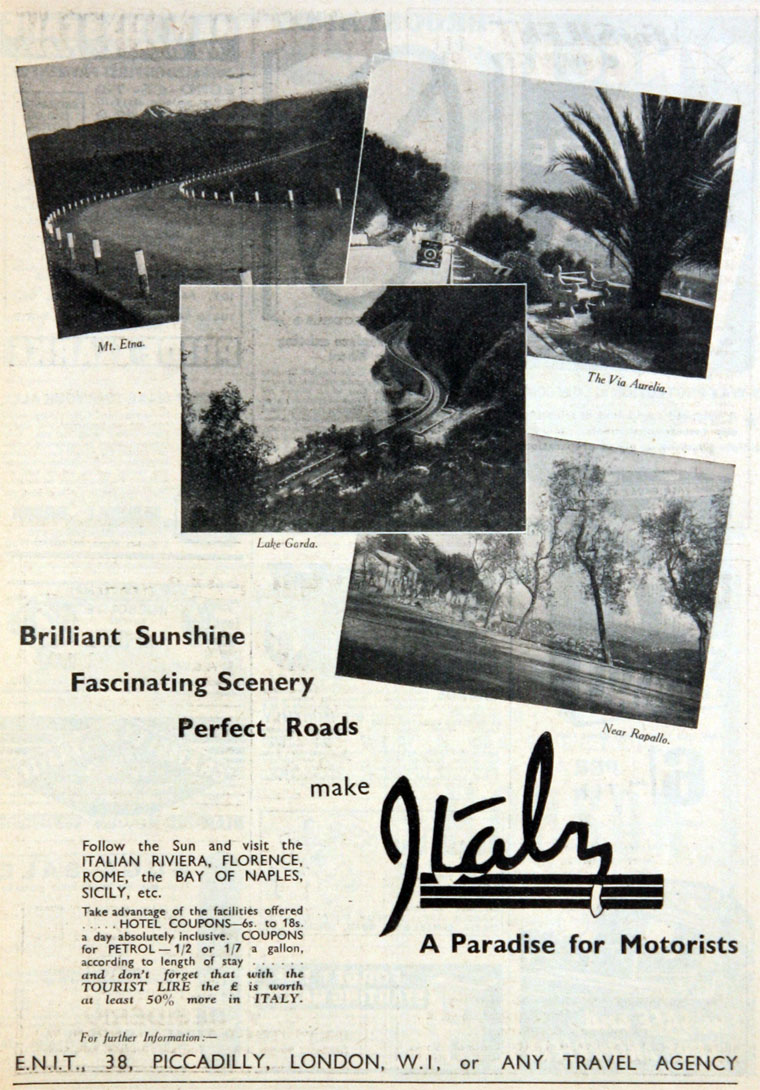 Mt. Etna.
The Via Aurelia.
Lake Garda.
Near Rapallo.
Brilliant Sunshine
Fascinating Scenery
Perfect Roads
make
Italy
A Paradise for Motorists
Follow the Sun and visit the
ITALIAN RIVIERA, FLORENCE,
ROME, the BAY OF NAPLES,
SICILY, etc.
Take advantage of the facilities offered
. . . . . HOTEL COUPONS—6s. to 18s.
a day absolutely inclusive. COUPONS
for PETROL — 1/2 or 1/7 a gallon,
according to length of stay . . . . . .
and don't forget that with the
TOURIST LIRE the £ is worth
at least 50% more in ITALY.
For further Information :—
E.N.I.T., 38, PICCADILLY, LONDON, W.1, or ANY TRAVEL AGENCY